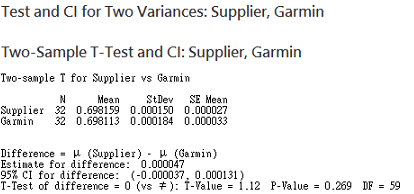 Test and CI for Two Variances: Supplier, Garmin
Two-Sample T-Test and CI: Supplier, Garmin
Two-sample T for Supplier vs Garmin
N Mean StDev SE Mean
Supplier 32 0.698159 0.000150 0.000027
Garmin 32 0.698113 0.000184 0.000033
Difference = μ (Supplier) - μ (Garmin)
Estimate for difference: 0.000047
95% CI for difference: (-0.000037, 0.000131)
T-Test of difference = 0 (vs ≠): T-Value = 1.12 P-Value = 0.269 DF = 59